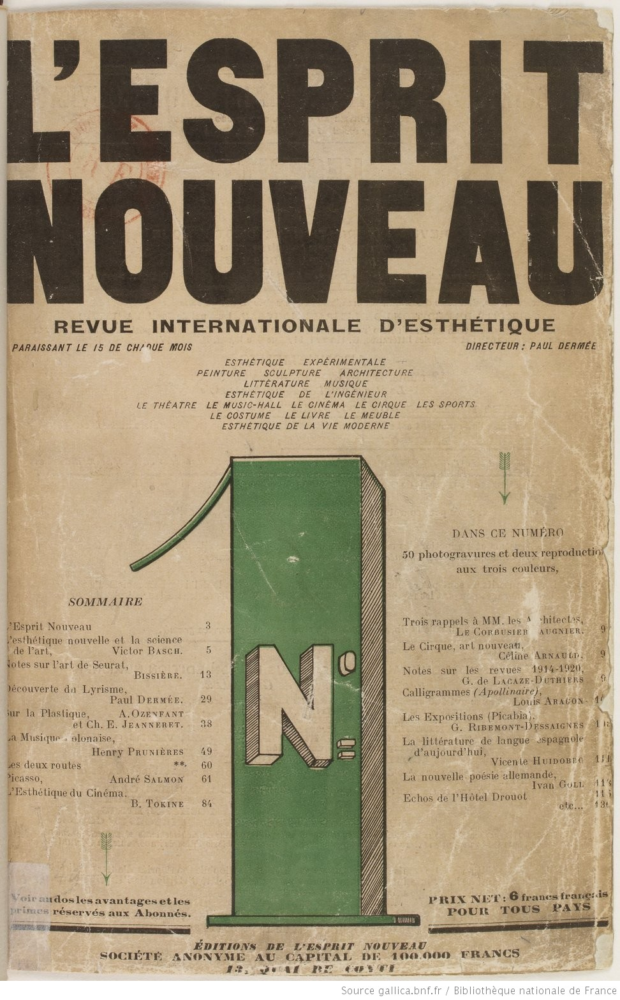 L'ESPRIT
NOUVEAU
REVUE INTERNATIONALE D'ESTHÉTIQUE
PARAISSANT LE 15 DE CHAQUE MOIS
DIRECTEUR : PAUL DERMÉE
ESTHÉTIQUE EXPÉRIMENTALE
PEINTURE SCULPTURE ARCHITECTURE
LITTÉRATURE MUSIQUE
ESTHÉTIQUE DE L'INGÉNIEUR
LE THÉATRE LE MUSIC-HALL LE CINÉMA LE CIRQUE LES SPORTS
LE COSTUME LE LIVRE LE MEUBLE
ESTHÉTIQUE DE LA VIE MODERNE
1
No
SOMMAIRE
L'Esprit Nouveau 3
L'esthétique nouvelle et la science
de l'art, Victor BASCH. 5
Notes sur l'art de Seurat,
BISSIÈRE. 13
Découverte du Lyrisme,
Paul DERMÉE. 29
Sur la Plastique, A. OZENFANT
et Ch. E. JEANNERET. 38
La Musique olonaise,
Henry PRUNIÈRES 49
Les deux routes **. 60
Picasso, André SALMON 61
L'Esthétique du Cinéma.
B. TOKINE 84
Voir au dos les avantages et les
primes réservés aux Abonnés.
DANS CE NUMÉRO
50 photogravures et deux reproductio
aux trois couleurs,
Trois rappels à MM. les A hitectes,
LE CORBUSIER AUGNIER. 9
Le Cirque, art nouveau,
Céline ARNAULD. 9
Notes sur les revues 1914-1920,
G. de LACAZE-DUTHIERS 9
Calligrammes (Apollinaire),
Louis ARAGON
Les Expositions (Picabia).
G. RIBEMONT-DESSAIGNES
La littérature de langue espagnole
d'aujourd'hui,
Vicente HUIDOBRO
La nouvelle poésie allemande,
Ivan GOLL
Echos de l'Hôtel Drouot
etc...
PRIX NET : 6 francs français
POUR TOUS PAYS
ÉDITIONS DE L'ESPRIT NOUVEAU
SOCIÉTÉ ANONYME AU CAPITAL DE 100.000 FRANCS
13, QUAI DE CONTI
Source gallica.bnf.fr / Bibliothèque nationale de France